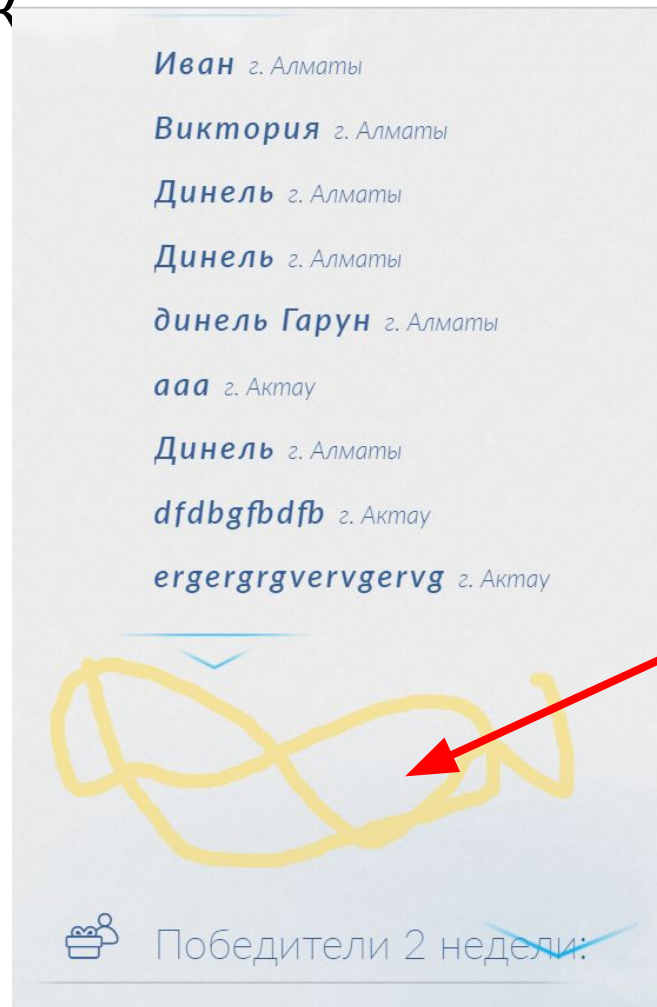 Иван г. Алматы
Виктория г. Алматы
Динель г. Алматы
Динель г. Алматы
динель Гарун г. Алматы
ааа г. Актау
Динель г. Алматы
dfdbgfbdfb г. Актау
ergergrgvervgervg г. Актау
Победители 2 недели: